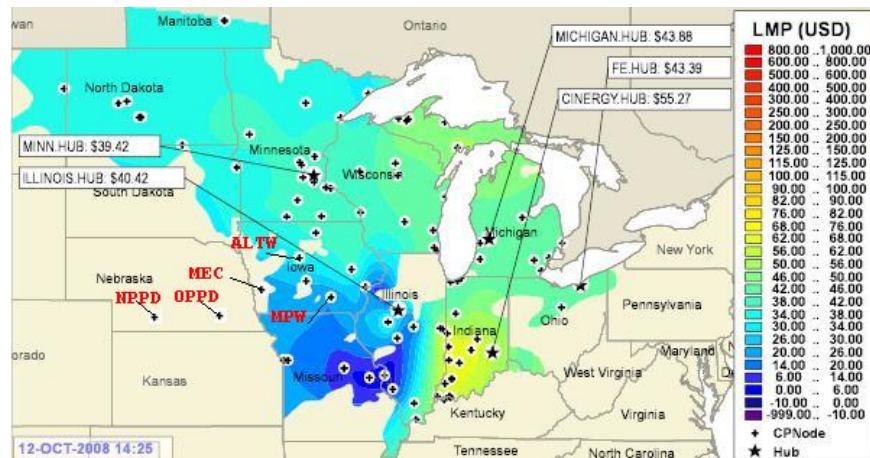 Manitoba
Ontario
MICHIGAN.HUB: $43.88
FE.HUB: $43.39
CINERGY.HUB: $55.27
North Dakota
Minnesota
MINN.HUB: $39.42
Wisconsin
ILLINOIS.HUB: $40.42
South Dakota
Michigan
New York
ALTW
Iowa
MEC
Nebraska
NPPD OPPD
MPW
Illinois
Indiana
Ohio
Pennsylvania
Maryland
West Virginia
Missouri
Kansas
Kentucky
Virginia
Tennessee
North Carolina
12-OCT-2008 14:25
LMP (USD)
800.00 .. 1,000.00
600.00 .. 800.00
500.00 .. 600.00
400.00 .. 500.00
300.00 .. 400.00
250.00 .. 300.00
200.00 .. 250.00
150.00 .. 200.00
125.00 .. 150.00
115.00 .. 125.00
100.00 .. 115.00
90.00 .. 100.00
82.00 .. 90.00
76.00 .. 82.00
68.00 .. 76.00
62.00 .. 68.00
56.00 .. 62.00
50.00 .. 56.00
46.00 .. 50.00
42.00 .. 46.00
38.00 .. 42.00
34.00 .. 38.00
30.00 .. 34.00
26.00 .. 30.00
20.00 .. 26.00
14.00 .. 20.00
6.00 .. 14.00
0.00 .. 6.00
-10.00 .. 0.00
-999.00 .. -10.00
CPNode
Hub